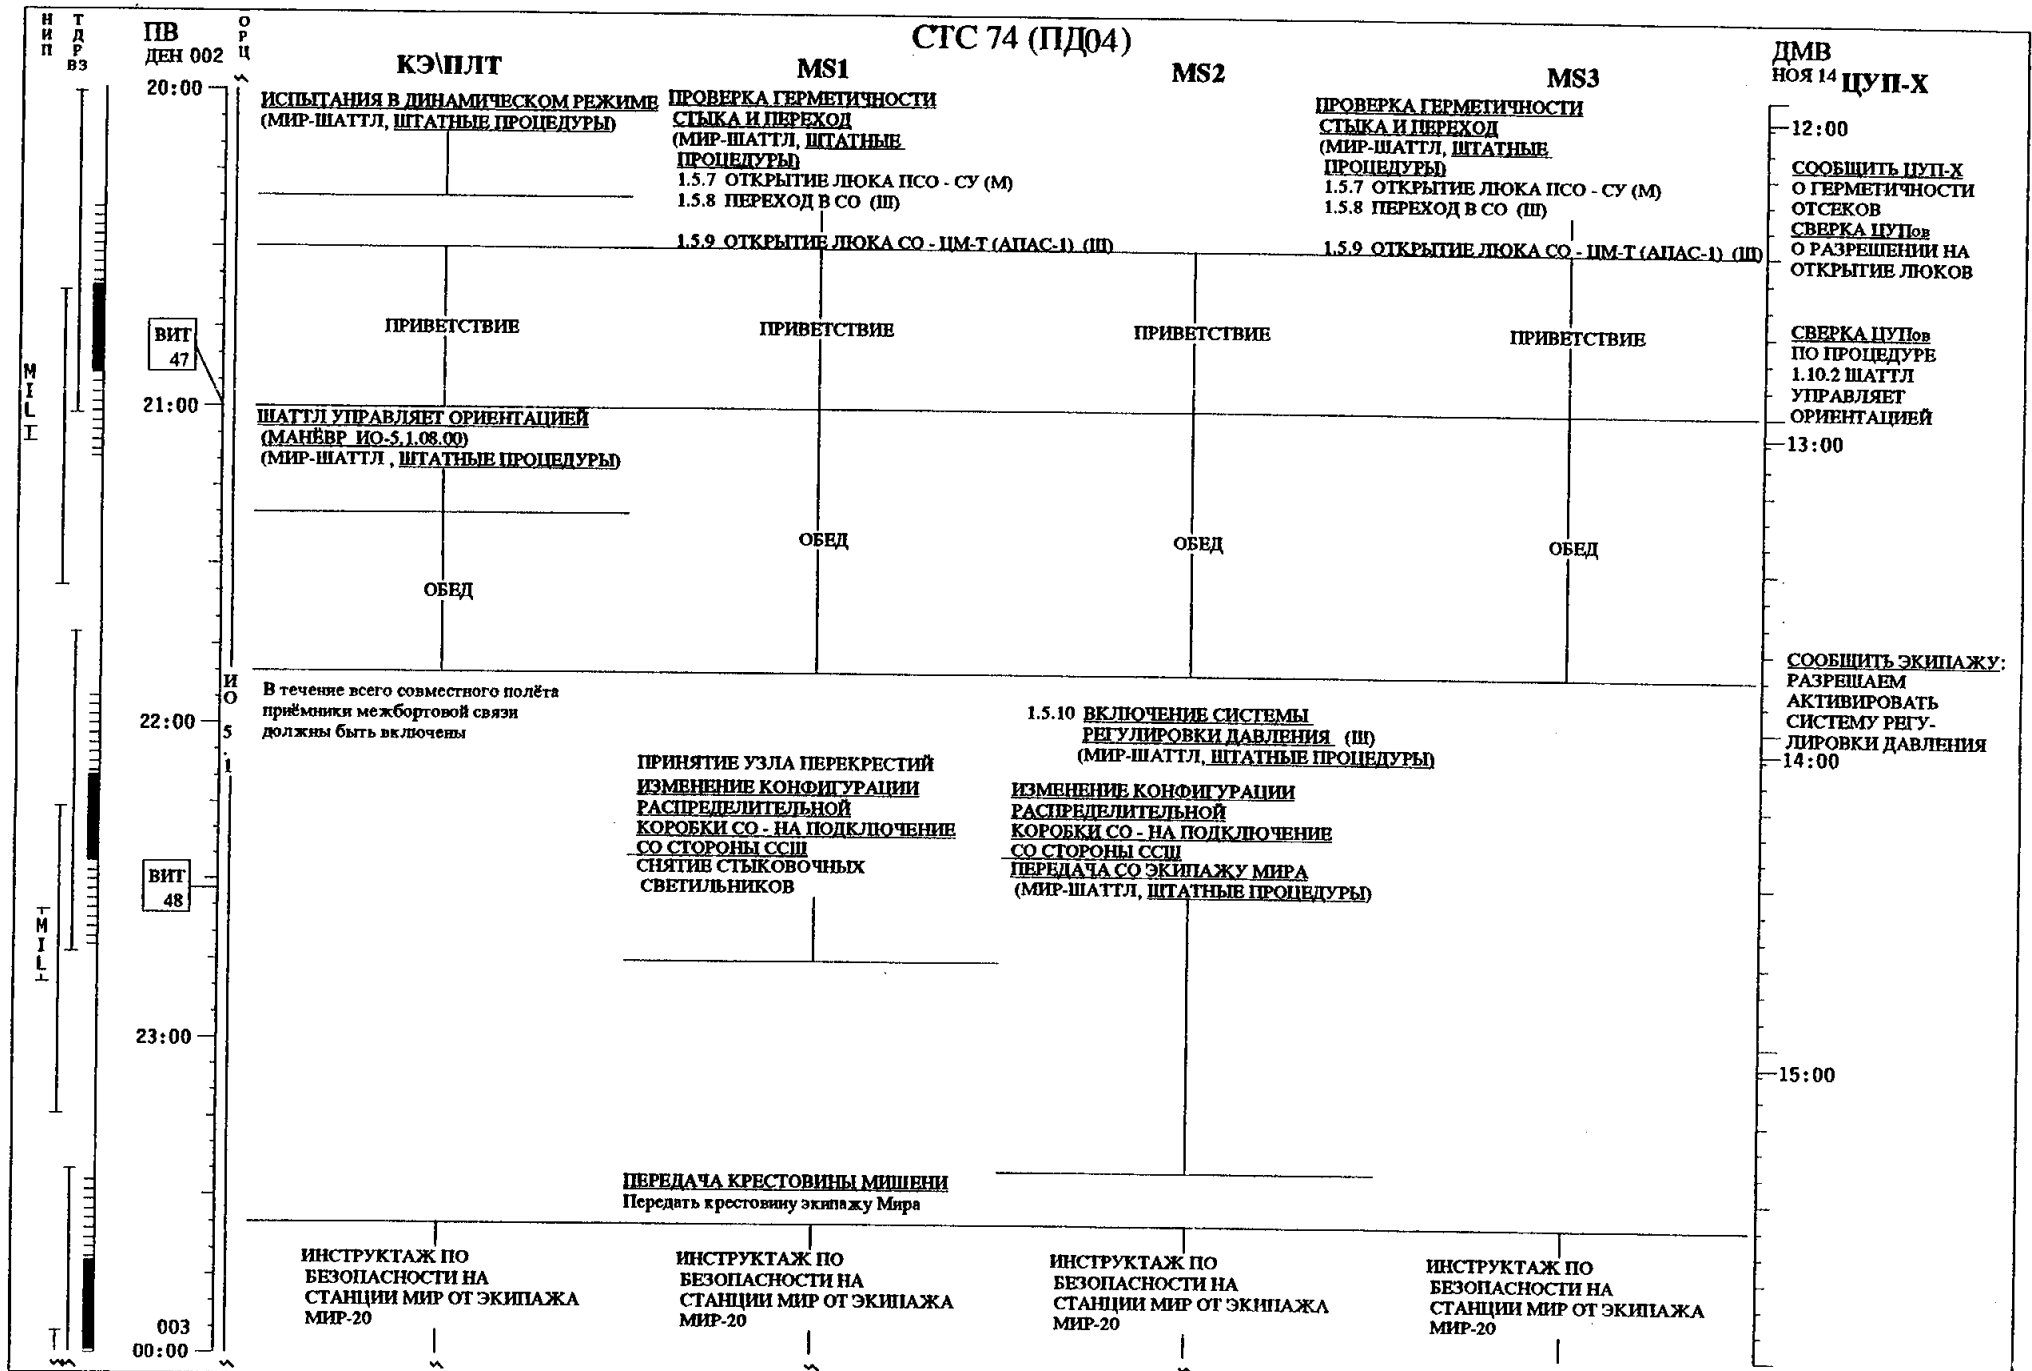 СТС 74 (ПД04)
НИП
ТДРВЗ
ПВ
ДЕН 002
ОРЦ
КЭ\ПЛТ
MS1
MS2
MS3
ДМВ
НОЯ 14
ЦУП-Х
20:00
21:00
22:00
23:00
003
00:00
ВИТ
47
ВИТ
48
MIL
MIL
ИО 5.1
ИСПЫТАНИЯ В ДИНАМИЧЕСКОМ РЕЖИМЕ
(МИР-ШАТТЛ, ШТАТНЫЕ ПРОЦЕДУРЫ)
ПРИВЕТСТВИЕ
ШАТТЛ УПРАВЛЯЕТ ОРИЕНТАЦИЕЙ
(МАНЁВР ИО-5.1.08.00)
(МИР-ШАТТЛ , ШТАТНЫЕ ПРОЦЕДУРЫ)
ОБЕД
В течение всего совместного полёта
приёмники межбортовой связи
должны быть включены
ИНСТРУКТАЖ ПО
БЕЗОПАСНОСТИ НА
СТАНЦИИ МИР ОТ ЭКИПАЖА
МИР-20
ПРОВЕРКА ГЕРМЕТИЧНОСТИ
СТЫКА И ПЕРЕХОД
(МИР-ШАТТЛ, ШТАТНЫЕ
ПРОЦЕДУРЫ)
1.5.7 ОТКРЫТИЕ ЛЮКА ПСО - СУ (М)
1.5.8 ПЕРЕХОД В СО (Ш)
1.5.9 ОТКРЫТИЕ ЛЮКА СО - ЦМ-Т (АПАС-1) (Ш)
ПРИВЕТСТВИЕ
ОБЕД
ПРИНЯТИЕ УЗЛА ПЕРЕКРЕСТИЙ
ИЗМЕНЕНИЕ КОНФИГУРАЦИИ
РАСПРЕДЕЛИТЕЛЬНОЙ
КОРОБКИ СО - НА ПОДКЛЮЧЕНИЕ
СО СТОРОНЫ ССШ
СНЯТИЕ СТЫКОВОЧНЫХ
СВЕТИЛЬНИКОВ
ПЕРЕДАЧА КРЕСТОВИНЫ МИШЕНИ
Передать крестовину экипажу Мира
ИНСТРУКТАЖ ПО
БЕЗОПАСНОСТИ НА
СТАНЦИИ МИР ОТ ЭКИПАЖА
МИР-20
ПРИВЕТСТВИЕ
ОБЕД
1.5.10 ВКЛЮЧЕНИЕ СИСТЕМЫ
РЕГУЛИРОВКИ ДАВЛЕНИЯ (Ш)
(МИР-ШАТТЛ, ШТАТНЫЕ ПРОЦЕДУРЫ)
ИЗМЕНЕНИЕ КОНФИГУРАЦИИ
РАСПРЕДЕЛИТЕЛЬНОЙ
КОРОБКИ СО - НА ПОДКЛЮЧЕНИЕ
СО СТОРОНЫ ССШ
ПЕРЕДАЧА СО ЭКИПАЖУ МИРА
(МИР-ШАТТЛ, ШТАТНЫЕ ПРОЦЕДУРЫ)
ИНСТРУКТАЖ ПО
БЕЗОПАСНОСТИ НА
СТАНЦИИ МИР ОТ ЭКИПАЖА
МИР-20
ПРОВЕРКА ГЕРМЕТИЧНОСТИ
СТЫКА И ПЕРЕХОД
(МИР-ШАТТЛ, ШТАТНЫЕ
ПРОЦЕДУРЫ)
1.5.7 ОТКРЫТИЕ ЛЮКА ПСО - СУ (М)
1.5.8 ПЕРЕХОД В СО (Ш)
1.5.9 ОТКРЫТИЕ ЛЮКА СО - ЦМ-Т (АПАС-1) (Ш)
ПРИВЕТСТВИЕ
ОБЕД
ИНСТРУКТАЖ ПО
БЕЗОПАСНОСТИ НА
СТАНЦИИ МИР ОТ ЭКИПАЖА
МИР-20
12:00
СООБЩИТЬ ЦУП-Х
О ГЕРМЕТИЧНОСТИ
ОТСЕКОВ
СВЕРКА ЦУПов
О РАЗРЕШЕНИИ НА
ОТКРЫТИЕ ЛЮКОВ
СВЕРКА ЦУПов
ПО ПРОЦЕДУРЕ
1.10.2 ШАТТЛ
УПРАВЛЯЕТ
ОРИЕНТАЦИЕЙ
13:00
СООБЩИТЬ ЭКИПАЖУ:
РАЗРЕШАЕМ
АКТИВИРОВАТЬ
СИСТЕМУ РЕГУ-
ЛИРОВКИ ДАВЛЕНИЯ
14:00
15:00